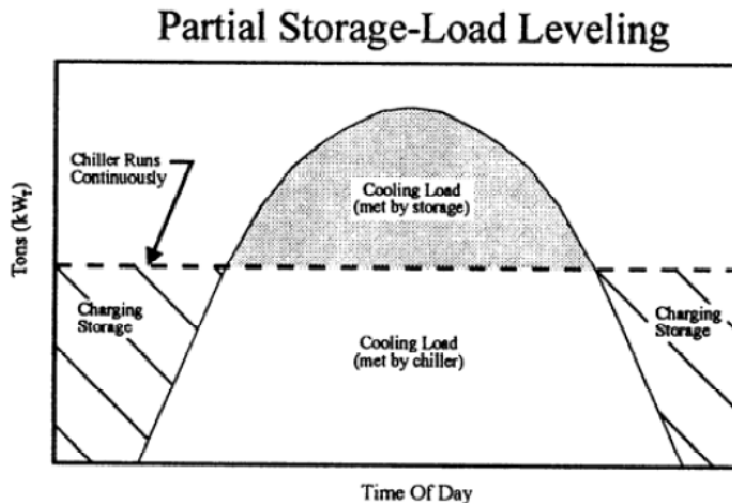 Partial Storage-Load Leveling
Chiller Runs
Continuously
Cooling Load
(met by storage)
Tons (kWT)
Charging
Storage
Charging
Storage
Cooling Load
(met by chiller)
Time Of Day